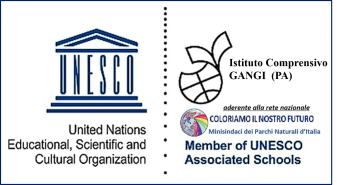 UNESCO
United Nations
Educational, Scientific and
Cultural Organization
Istituto Comprensivo
GANGI (PA)
aderente alla rete nazionale
COLORIAMO IL NOSTRO FUTURO
Minisindaci dei Parchi Naturali d'Italia
Member of UNESCO
Associated Schools